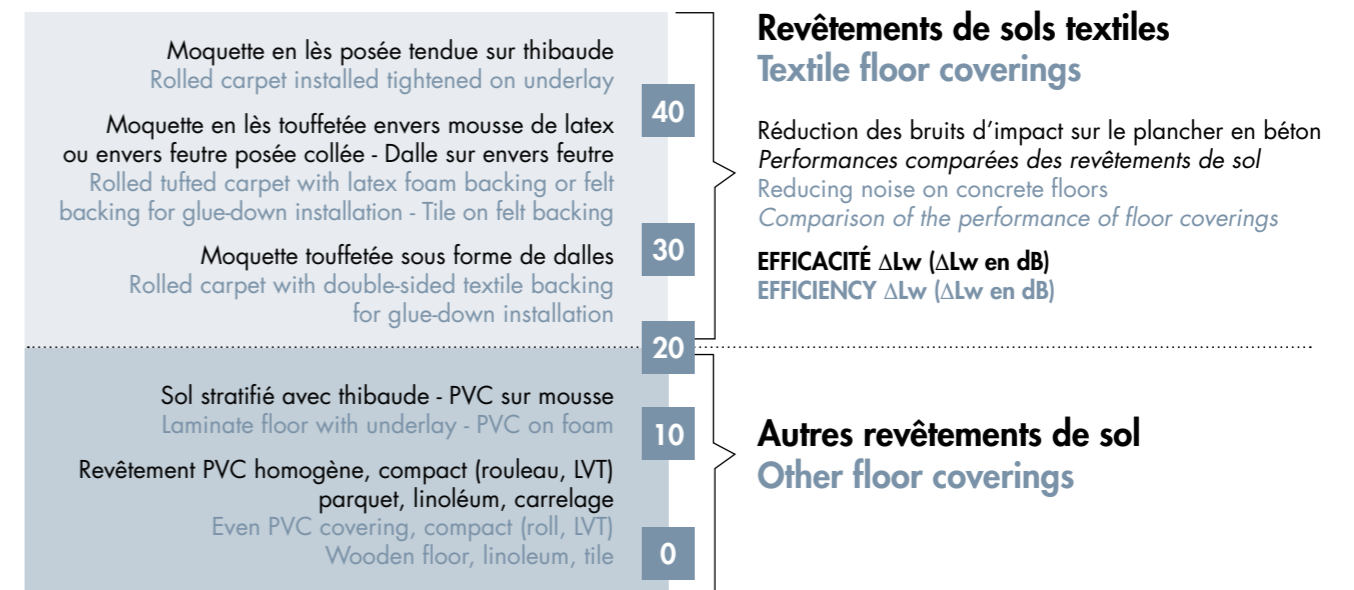 Moquette en lès posée tendue sur thibaude
Rolled carpet installed tightened on underlay
40
Moquette en lès touffetée envers mousse de latex
ou envers feutre posée collée - Dalle sur envers feutre
Rolled tufted carpet with latex foam backing or felt
backing for glue-down installation - Tile on felt backing
30
Moquette touffetée sous forme de dalles
Rolled carpet with double-sided textile backing
for glue-down installation
20
Sol stratifié avec thibaude - PVC sur mousse
Laminate floor with underlay - PVC on foam
10
Revêtement PVC homogène, compact (rouleau, LVT)
parquet, linoléum, carrelage
Even PVC covering, compact (roll, LVT)
Wooden floor, linoleum, tile
0
Revêtements de sols textiles
Textile floor coverings
Réduction des bruits d’impact sur le plancher en béton
Performances comparées des revêtements de sol
Reducing noise on concrete floors
Comparison of the performance of floor coverings
EFFICACITÉ ∆Lw (∆Lw en dB)
EFFICIENCY ∆Lw (∆Lw en dB)
Autres revêtements de sol
Other floor coverings